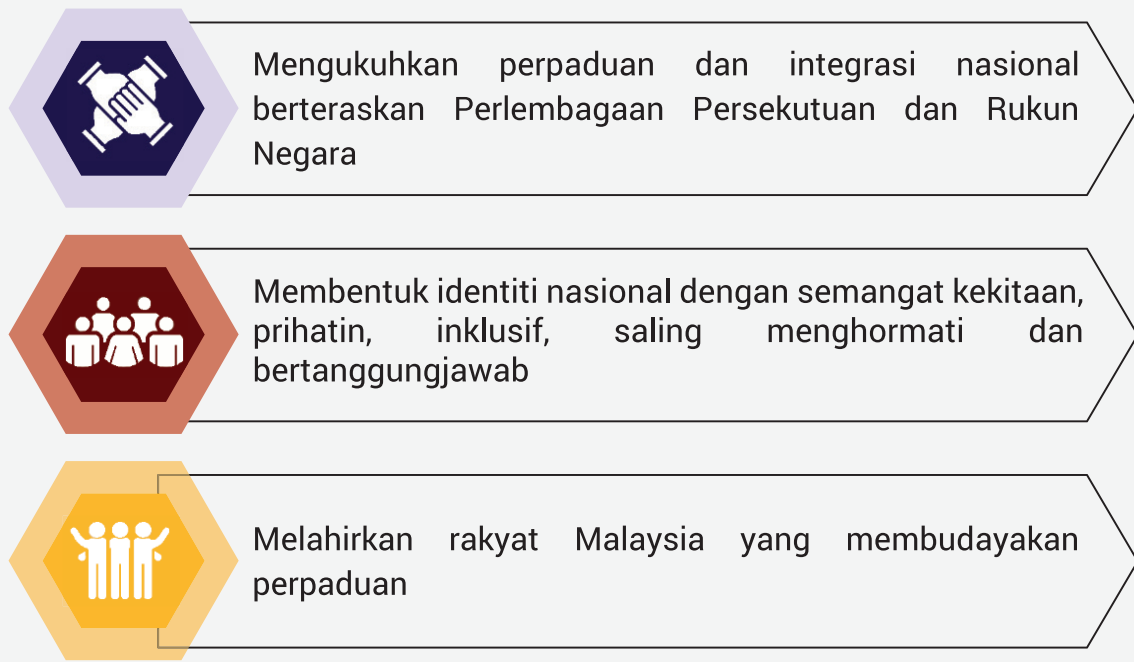 Mengukuhkan perpaduan dan integrasi nasional
berteraskan Perlembagaan Persekutuan dan Rukun
Negara
Membentuk identiti nasional dengan semangat kekitaan,
prihatin, inklusif, saling menghormati dan
bertanggungjawab
Melahirkan rakyat Malaysia yang membudayakan
perpaduan